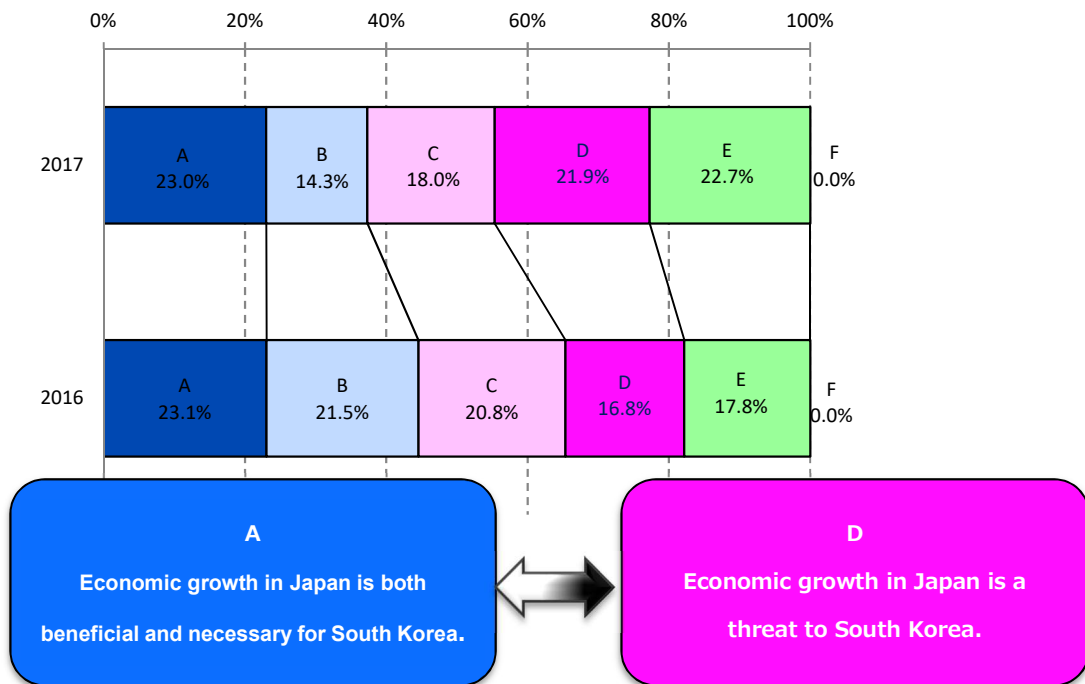 0% 20% 40% 60% 80% 100%
2017
A
23.0%
B
14.3%
C
18.0%
D
21.9%
E
22.7%
F
0.0%
2016
A
23.1%
B
21.5%
C
20.8%
D
16.8%
E
17.8%
F
0.0%
A
Economic growth in Japan is both
beneficial and necessary for South Korea.
D
Economic growth in Japan is a
threat to South Korea.